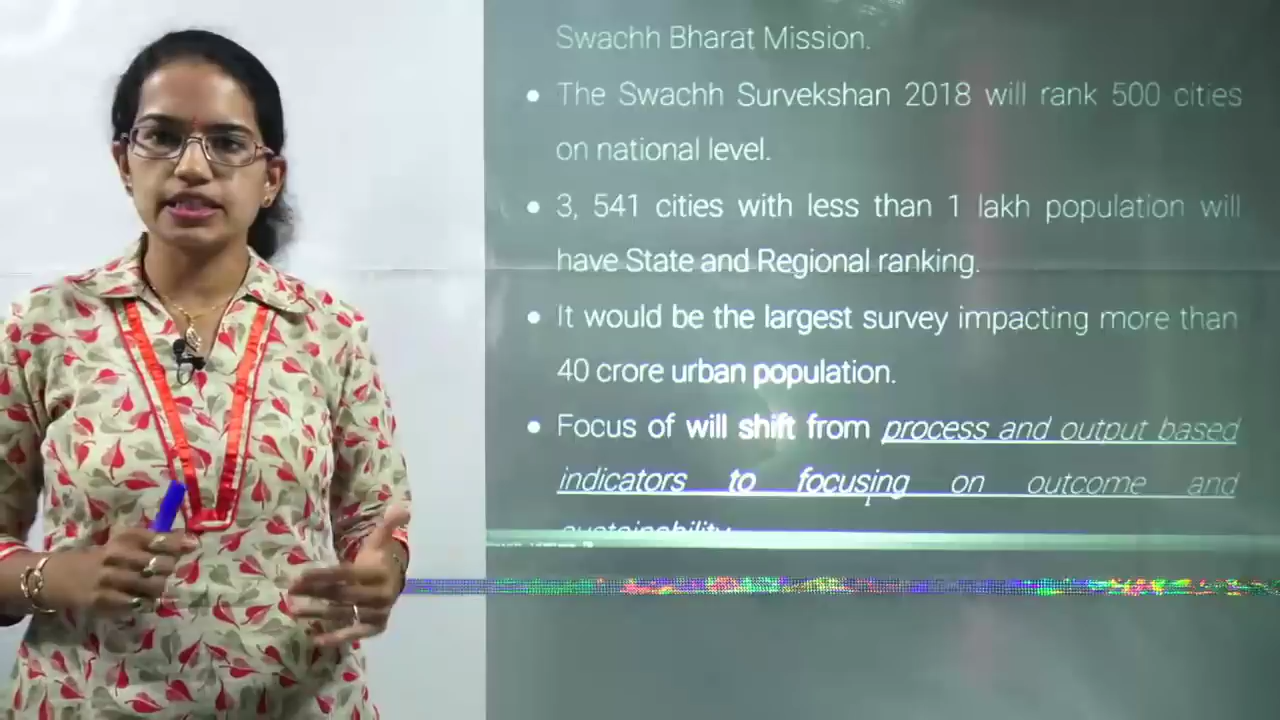 Swachh Bharat Mission.
• The Swachh Survekshan 2018 will rank 500 cities
on national level.
• 3, 541 cities with less than 1 lakh population will
have State and Regional ranking.
• It would be the largest survey impacting more than
40 crore urban population.
• Focus of will shift from process and output based
indicators to focusing on outcome and
sustainability.